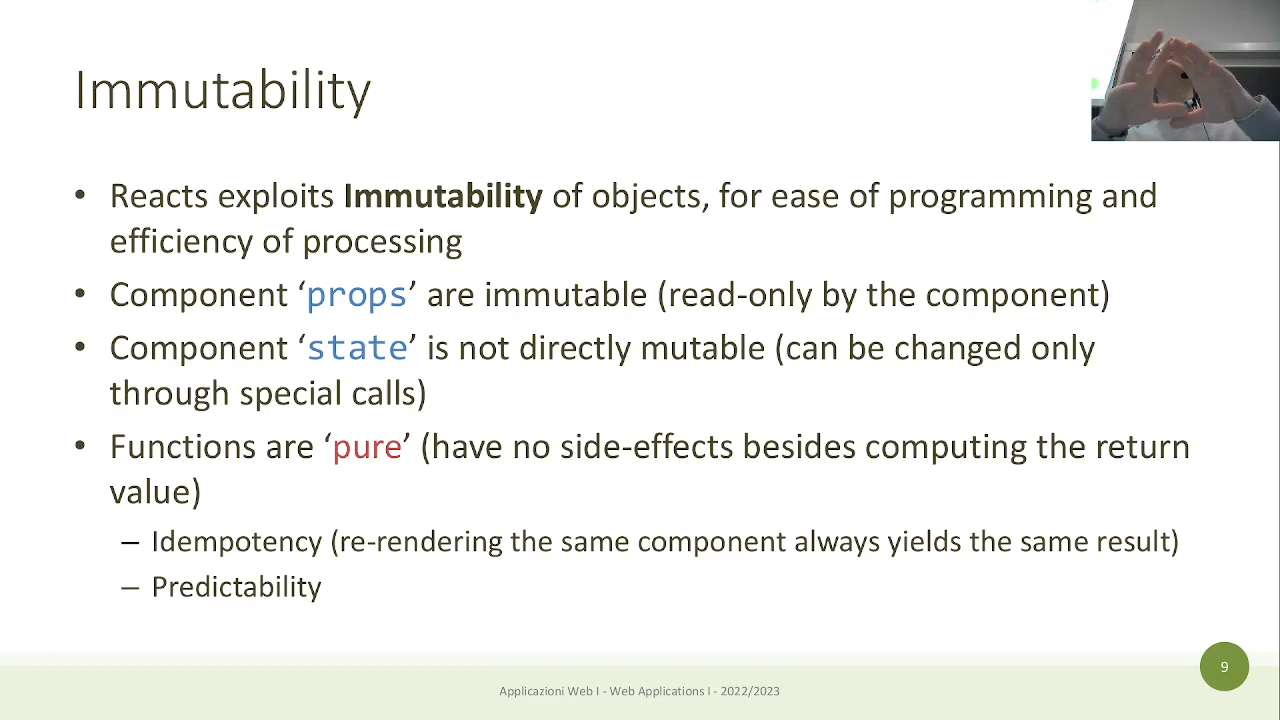 Immutability
• Reacts exploits Immutability of objects, for ease of programming and
efficiency of processing
• Component ‘props’ are immutable (read-only by the component)
• Component ‘state’ is not directly mutable (can be changed only
through special calls)
• Functions are ‘pure’ (have no side-effects besides computing the return
value)
– Idempotency (re-rendering the same component always yields the same result)
– Predictability
9
Applicazioni Web I - Web Applications I - 2022/2023